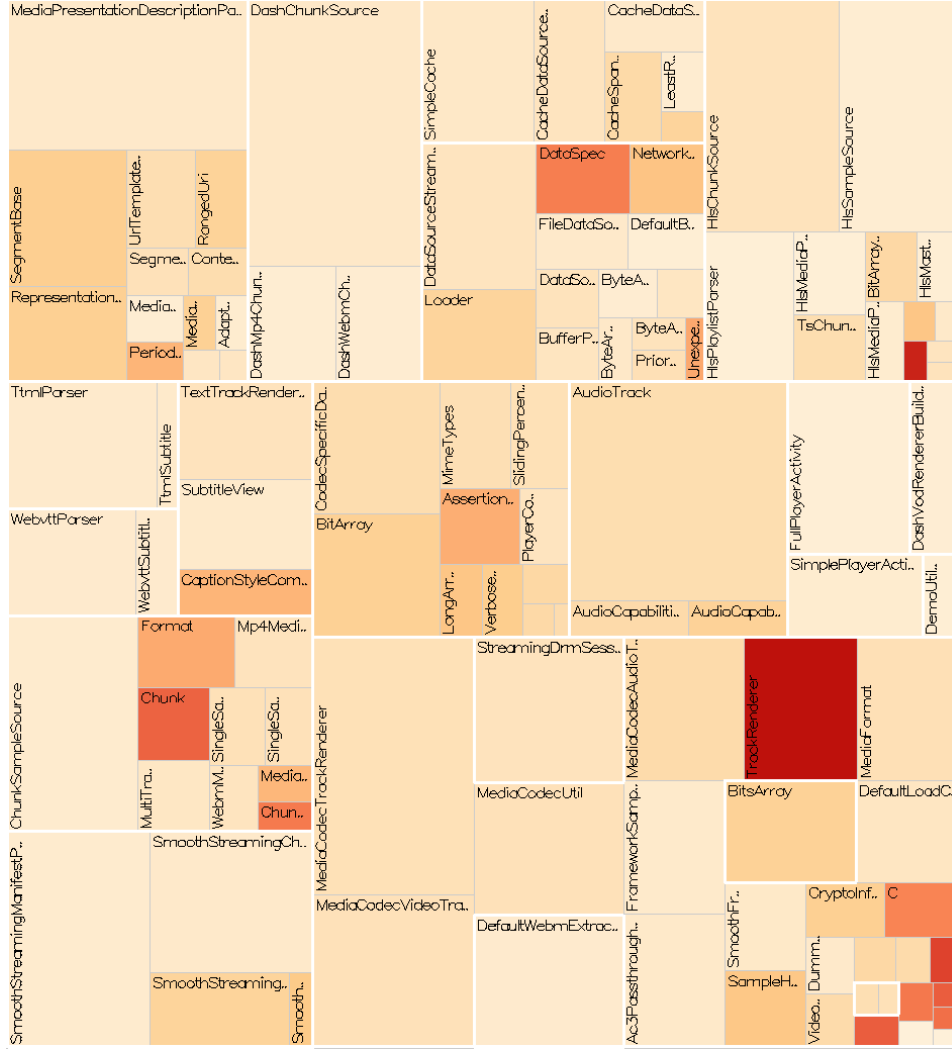 MediaPresentationDescriptionPa..
DashChunkSource
SimpleCache
CacheDataSource..
CacheDataS..
CacheSpan..
LeastR..
HlsChunkSource
HlsSampleSource
SegmentBase
UrlTemplate..
RangedUri
Segme..
Conte..
Representation..
Media..
Media..
Adapt..
Period..
DashMp4Chun..
DashWebmCh..
DataSourceStream..
DataSpec
Network..
FileDataSo..
DefaultB..
Loader
DataSo..
ByteA..
BufferP..
ByteAr..
ByteA..
Prior..
Unexpe..
HlsPlaylistParser
HlsMediaP..
BitArray..
HlsMast..
TsChun..
HlsMediaP..
TtmlParser
TtmlSubtitle
TextTrackRender..
SubtitleView
WebvttParser
WebvttSubtitl..
CaptionStyleCom..
CodecSpecificDa..
MimeTypes
SlidingPercen..
BitArray
Assertion..
PlayerCo..
LongArr..
Verbose..
AudioTrack
AudioCapabiliti..
AudioCapab..
FullPlayerActivity
DashVodRendererBuild..
SimplePlayerActi..
DemoUtil..
ChunkSampleSource
Format
Mp4Medi..
Chunk
SingleSa..
SingleSa..
MultiTra..
WebmM..
Media..
Chun..
SmoothStreamingManifestP..
SmoothStreamingCh..
SmoothStreaming..
Smooth..
MediaCodecTrackRenderer
MediaCodecVideoTra..
StreamingDrmSess..
MediaCodecUtil
DefaultWebmExtrac..
MediaCodecAudioT..
TrackRenderer
MediaFormat
FrameworkSamp..
BitsArray
DefaultLoadC
Ac3Passthrough..
SmoothFr..
SampleH..
CryptoInf..
C
Dumm..
Video..